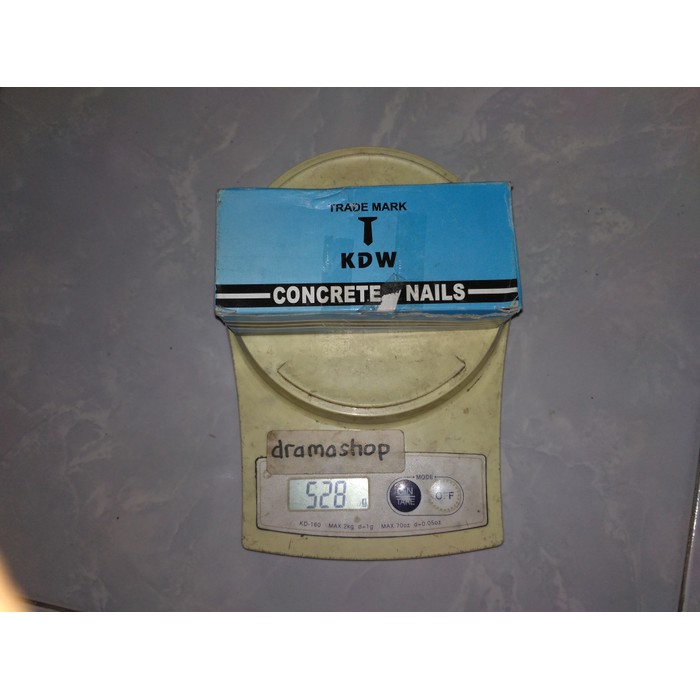 TRADE MARK
KDW
CONCRETE NAILS
dramashop
MODE
528 g
ON
TARE
OFF
KD-160 MAX.2kg d=1g MAX.70oz d=0.05oz